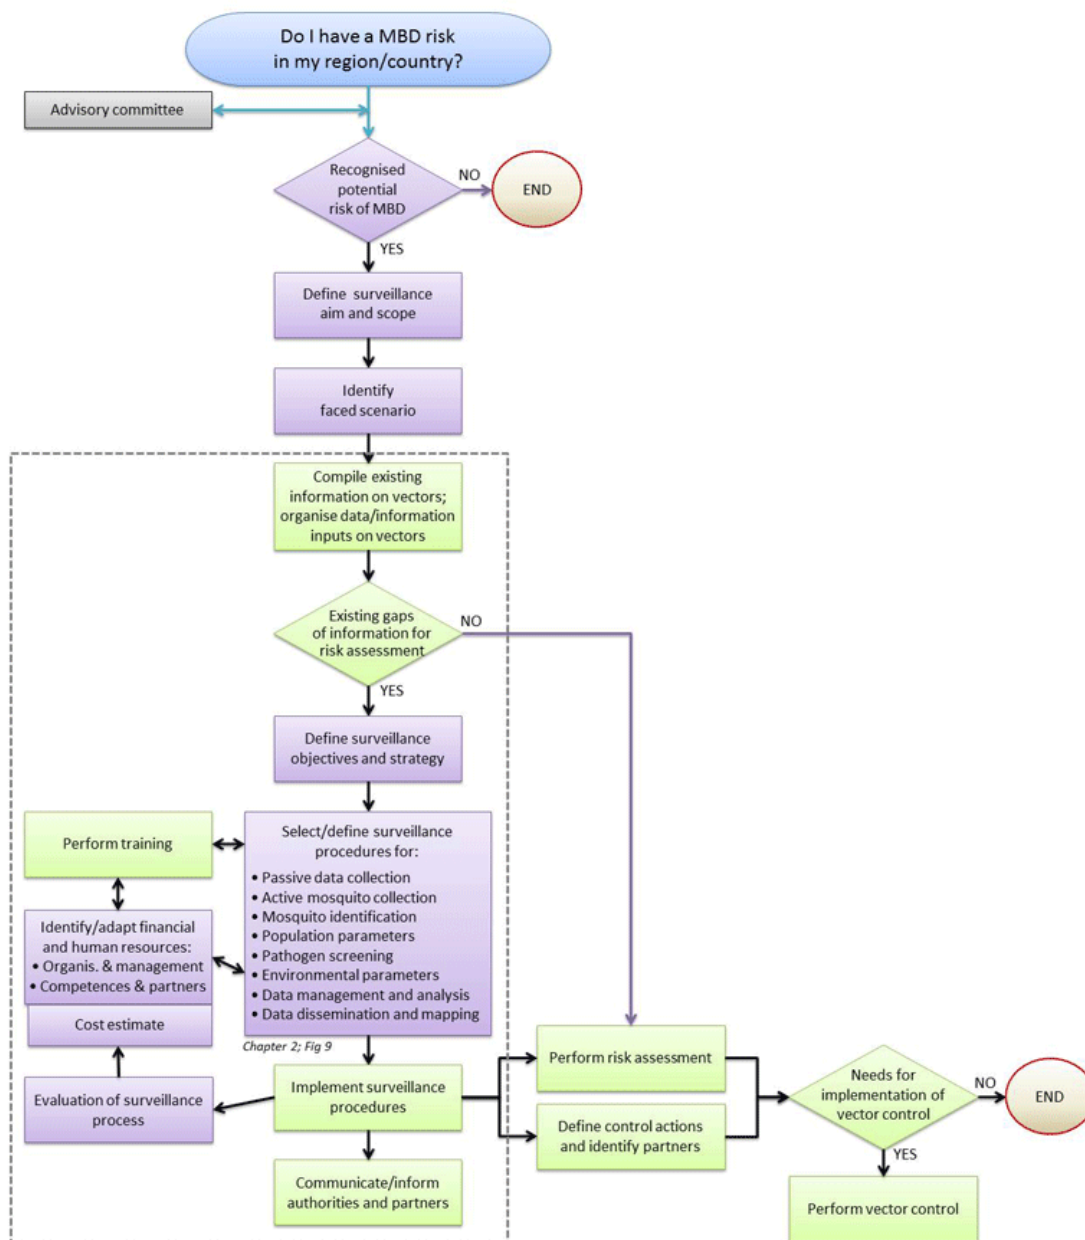 Do I have a MBD risk
in my region/country?
Advisory committee
Recognised
potential
risk of MBD
NO
END
YES
Define surveillance
aim and scope
Identify
faced scenario
Compile existing
information on vectors;
organise data/information
inputs on vectors
Existing gaps
of information for
risk assessment
NO
YES
Define surveillance
objectives and strategy
Perform training
Select/define surveillance
procedures for:
• Passive data collection
• Active mosquito collection
• Mosquito identification
• Population parameters
• Pathogen screening
• Environmental parameters
• Data management and analysis
• Data dissemination and mapping
Identify/adapt financial
and human resources:
• Organis. & management
• Competences & partners
Cost estimate
Chapter 2; Fig 9
Evaluation of surveillance
process
Implement surveillance
procedures
Communicate/inform
authorities and partners
Perform risk assessment
Define control actions
and identify partners
Needs for
implementation of
vector control
NO
END
YES
Perform vector control